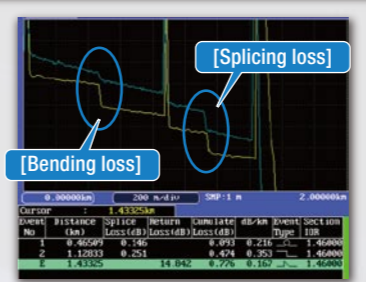 [Splicing loss]
[Bending loss]
0.00000km 200 m/div SMP:1 m 2.00000km
Cursor : 1.43325km
Event Distance Splice Return Cumulate dB/km Event Section
No (km) Loss(dB) Loss(dB) Loss(dB) Type IOR
1 0.46509 0.146 0.093 0.216 1.46000
2 1.12833 0.251 0.474 0.353 1.46000
E 1.43325 14.842 0.776 0.167 1.46000